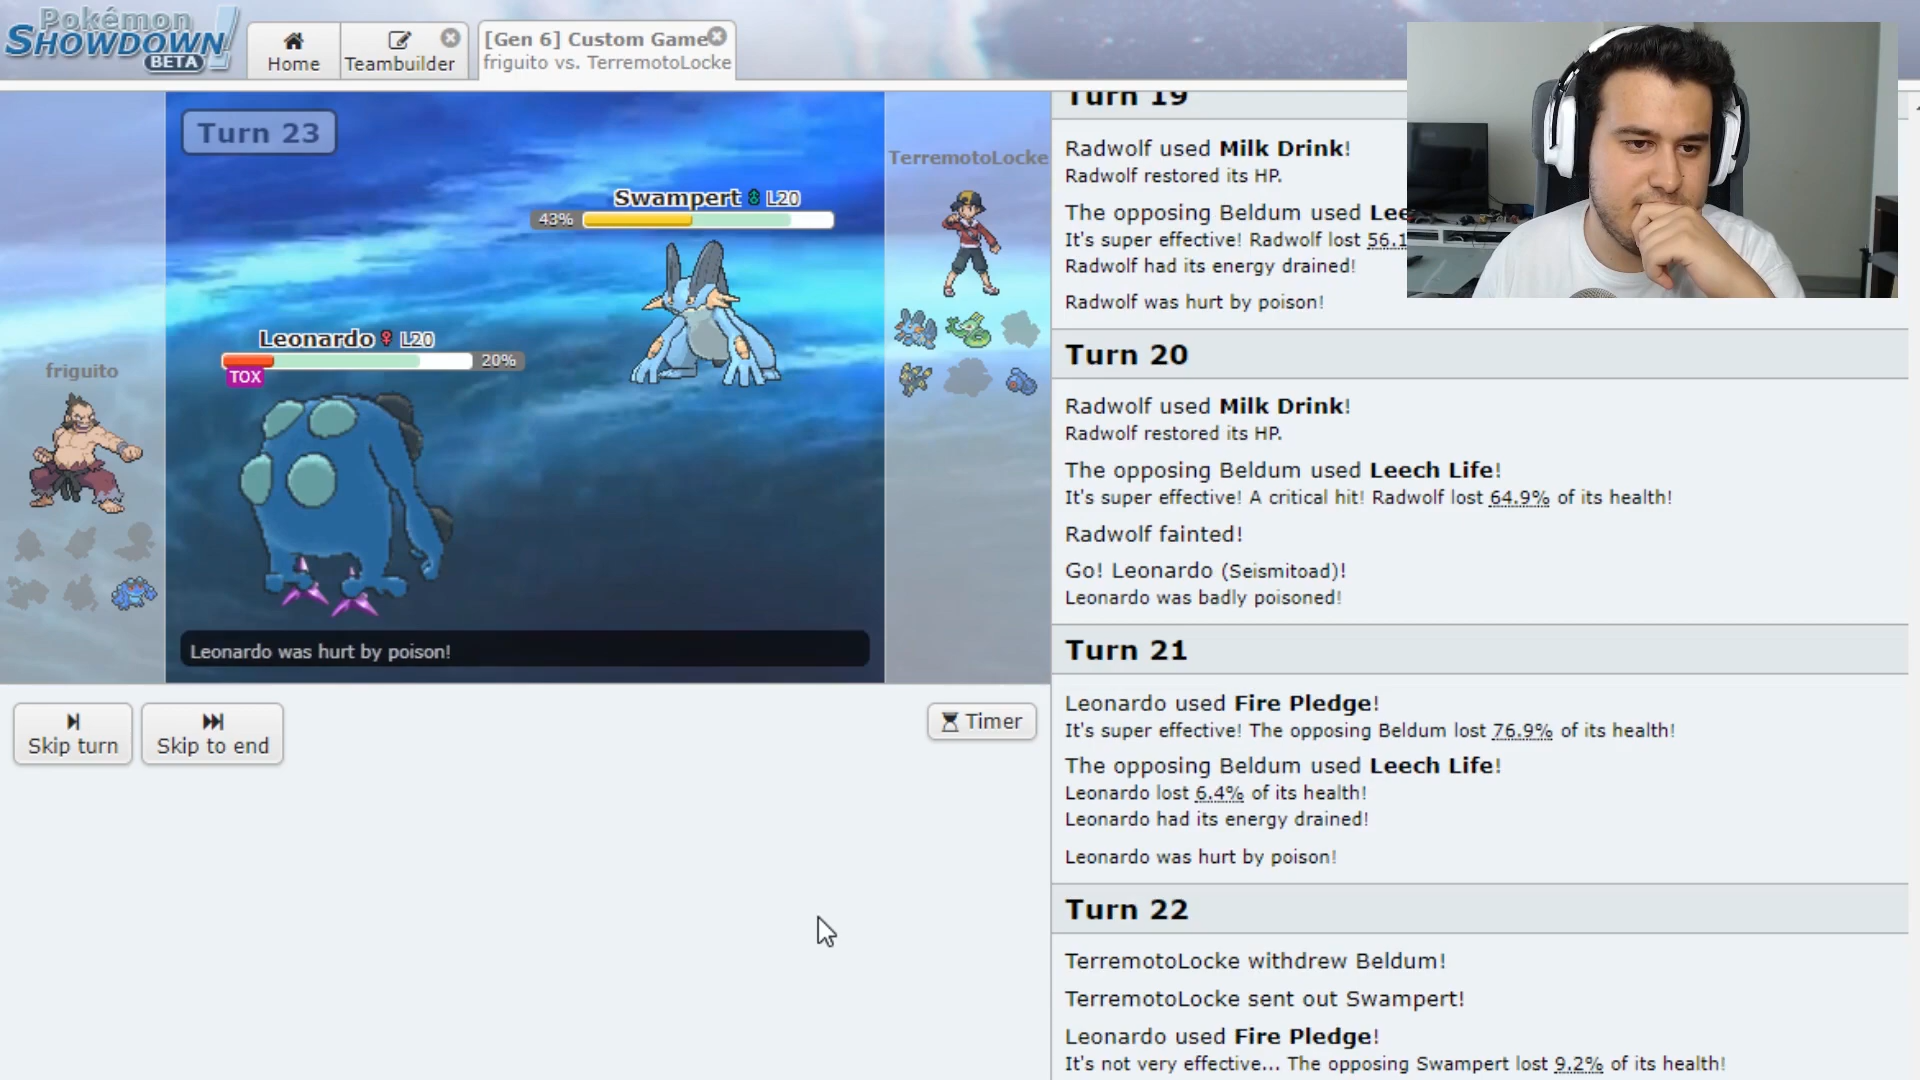 Pokémon
SHOWDOWN!
BETA
Home
Teambuilder
[Gen 6] Custom Game
friguito vs. TerremotoLocke
Turn 23
Swampert L20
43%
Leonardo L20
20%
TOX
Leonardo was hurt by poison!
friguito
TerremotoLocke
Skip turn
Skip to end
Timer
Turn 19
Radwolf used Milk Drink!
Radwolf restored its HP.
The opposing Beldum used Lee
It's super effective! Radwolf lost 56.1
Radwolf had its energy drained!
Radwolf was hurt by poison!
Turn 20
Radwolf used Milk Drink!
Radwolf restored its HP.
The opposing Beldum used Leech Life!
It's super effective! A critical hit! Radwolf lost 64.9% of its health!
Radwolf fainted!
Go! Leonardo (Seismitoad)!
Leonardo was badly poisoned!
Turn 21
Leonardo used Fire Pledge!
It's super effective! The opposing Beldum lost 76.9% of its health!
The opposing Beldum used Leech Life!
Leonardo lost 6.4% of its health!
Leonardo had its energy drained!
Leonardo was hurt by poison!
Turn 22
TerremotoLocke withdrew Beldum!
TerremotoLocke sent out Swampert!
Leonardo used Fire Pledge!
It's not very effective... The opposing Swampert lost 9.2% of its health!